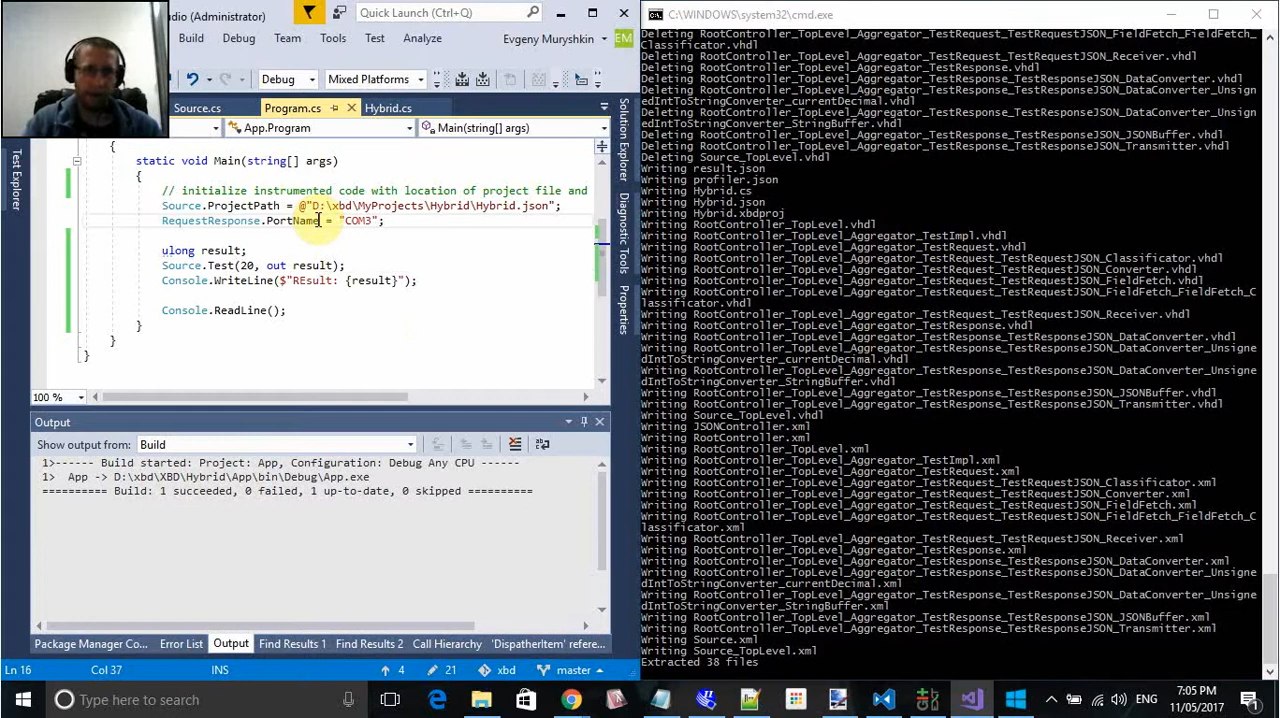 udio (Administrator)
Quick Launch (Ctrl+Q)
Build Debug Team Tools Test Analyze
Evgeny Muryshkin EM
Debug Mixed Platforms
Source.cs Program.cs Hybrid.cs
App.Program Main(string[] args)
Test Explorer
{
static void Main(string[] args)
{
// initialize instrumented code with location of project file and
Source.ProjectPath = @"D:\xbd\MyProjects\Hybrid\Hybrid.json";
RequestResponse.PortName = "COM3";
ulong result;
Source.Test(20, out result);
Console.WriteLine($"REsult: {result}");
Console.ReadLine();
}
}
}
100 %
Solution Explorer
Diagnostic Tools
Properties
Output
Show output from: Build
1>------ Build started: Project: App, Configuration: Debug Any CPU ------
1>  App -> D:\xbd\XBD\Hybrid\App\bin\Debug\App.exe
========== Build: 1 succeeded, 0 failed, 1 up-to-date, 0 skipped ==========
Package Manager Co... Error List Output Find Results 1 Find Results 2 Call Hierarchy 'DispatherItem' refere...
Ln 16 Col 37 INS 4 21 xbd master
C:\WINDOWS\system32\cmd.exe
Deleting RootController_TopLevel_Aggregator_TestRequest_TestRequestJSON_FieldFetch_FieldFetch_
Classificator.vhdl
Deleting RootController_TopLevel_Aggregator_TestRequest_TestRequestJSON_Receiver.vhdl
Deleting RootController_TopLevel_Aggregator_TestResponse.vhdl
Deleting RootController_TopLevel_Aggregator_TestResponse_TestResponseJSON_DataConverter.vhdl
Deleting RootController_TopLevel_Aggregator_TestResponse_TestResponseJSON_DataConverter_Unsign
edIntToStringConverter_currentDecimal.vhdl
Deleting RootController_TopLevel_Aggregator_TestResponse_TestResponseJSON_DataConverter_Unsign
edIntToStringConverter_StringBuffer.vhdl
Deleting RootController_TopLevel_Aggregator_TestResponse_TestResponseJSON_JSONBuffer.vhdl
Deleting RootController_TopLevel_Aggregator_TestResponse_TestResponseJSON_Transmitter.vhdl
Deleting Source_TopLevel.vhdl
Writing result.json
Writing profiler.json
Writing Hybrid.cs
Writing Hybrid.json
Writing Hybrid.xbdproj
Writing RootController_TopLevel.vhdl
Writing RootController_TopLevel_Aggregator_TestImpl.vhdl
Writing RootController_TopLevel_Aggregator_TestRequest.vhdl
Writing RootController_TopLevel_Aggregator_TestRequest_TestRequestJSON_Classificator.vhdl
Writing RootController_TopLevel_Aggregator_TestRequest_TestRequestJSON_Converter.vhdl
Writing RootController_TopLevel_Aggregator_TestRequest_TestRequestJSON_FieldFetch.vhdl
Writing RootController_TopLevel_Aggregator_TestRequest_TestRequestJSON_FieldFetch_FieldFetch_C
lassificator.vhdl
Writing RootController_TopLevel_Aggregator_TestRequest_TestRequestJSON_Receiver.vhdl
Writing RootController_TopLevel_Aggregator_TestResponse.vhdl
Writing RootController_TopLevel_Aggregator_TestResponse_TestResponseJSON_DataConverter.vhdl
Writing RootController_TopLevel_Aggregator_TestResponse_TestResponseJSON_DataConverter_Unsigne
dIntToStringConverter_currentDecimal.vhdl
Writing RootController_TopLevel_Aggregator_TestResponse_TestResponseJSON_DataConverter_Unsigne
dIntToStringConverter_StringBuffer.vhdl
Writing RootController_TopLevel_Aggregator_TestResponse_TestResponseJSON_JSONBuffer.vhdl
Writing RootController_TopLevel_Aggregator_TestResponse_TestResponseJSON_Transmitter.vhdl
Writing Source_TopLevel.vhdl
Writing JSONController.xml
Writing RootController.xml
Writing RootController_TopLevel.xml
Writing RootController_TopLevel_Aggregator_TestImpl.xml
Writing RootController_TopLevel_Aggregator_TestRequest.xml
Writing RootController_TopLevel_Aggregator_TestRequest_TestRequestJSON_Classificator.xml
Writing RootController_TopLevel_Aggregator_TestRequest_TestRequestJSON_Converter.xml
Writing RootController_TopLevel_Aggregator_TestRequest_TestRequestJSON_FieldFetch.xml
Writing RootController_TopLevel_Aggregator_TestRequest_TestRequestJSON_FieldFetch_FieldFetch_C
lassificator.xml
Writing RootController_TopLevel_Aggregator_TestRequest_TestRequestJSON_Receiver.xml
Writing RootController_TopLevel_Aggregator_TestResponse.xml
Writing RootController_TopLevel_Aggregator_TestResponse_TestResponseJSON_DataConverter.xml
Writing RootController_TopLevel_Aggregator_TestResponse_TestResponseJSON_DataConverter_Unsigne
dIntToStringConverter_currentDecimal.xml
Writing RootController_TopLevel_Aggregator_TestResponse_TestResponseJSON_DataConverter_Unsigne
dIntToStringConverter_StringBuffer.xml
Writing RootController_TopLevel_Aggregator_TestResponse_TestResponseJSON_JSONBuffer.xml
Writing RootController_TopLevel_Aggregator_TestResponse_TestResponseJSON_Transmitter.xml
Writing Source.xml
Writing Source_TopLevel.xml
Extracted 38 files
Type here to search
ENG
7:05 PM
11/05/2017